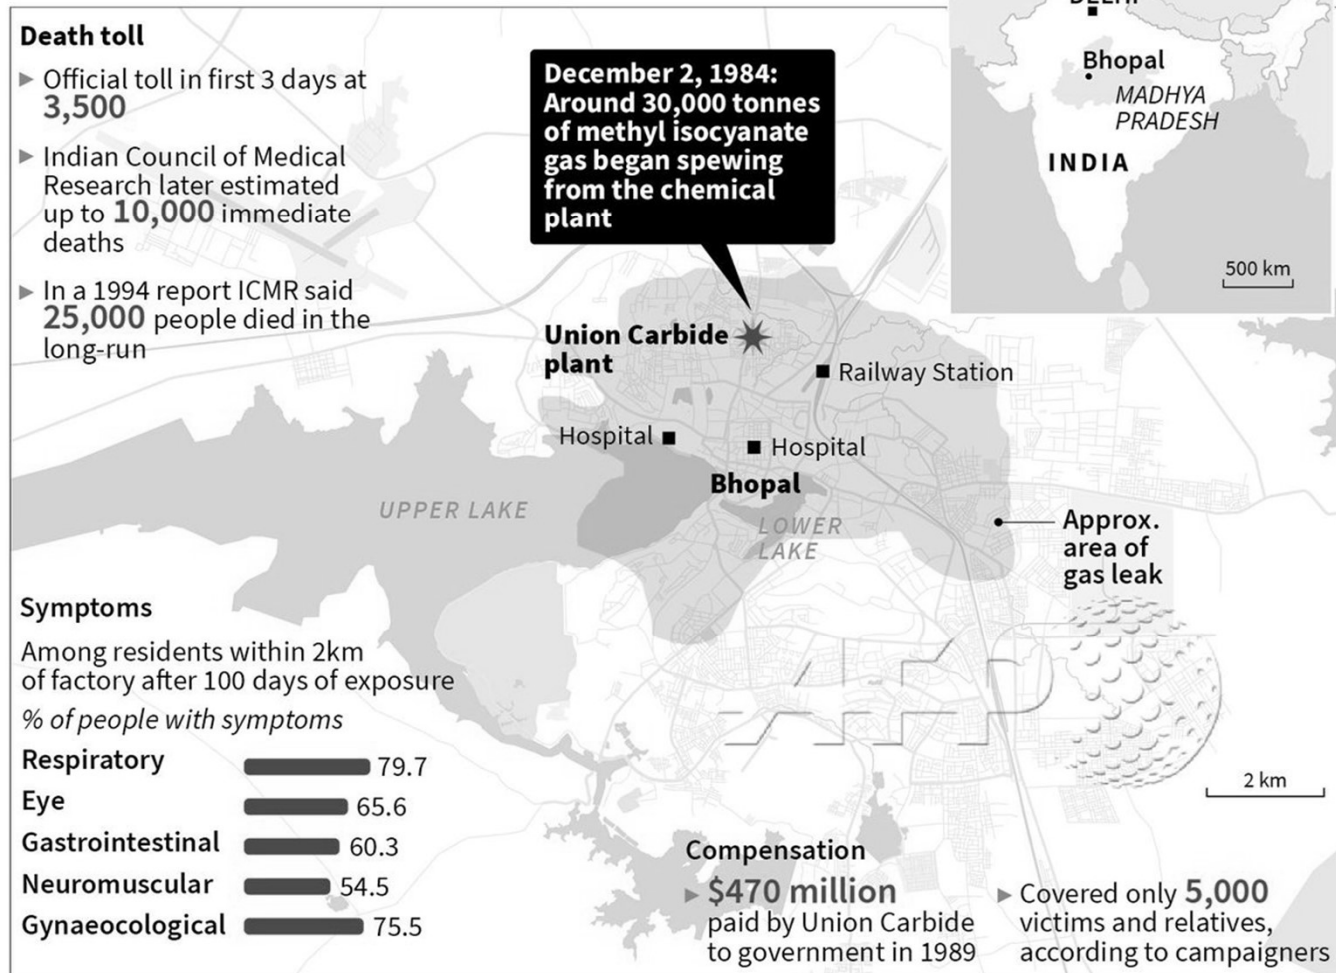 Death toll
▶ Official toll in first 3 days at
3,500
▶ Indian Council of Medical
Research later estimated
up to 10,000 immediate
deaths
▶ In a 1994 report ICMR said
25,000 people died in the
long-run
December 2, 1984:
Around 30,000 tonnes
of methyl isocyanate
gas began spewing
from the chemical
plant
DELHI
Bhopal
MADHYA
PRADESH
INDIA
500 km
Union Carbide
plant
Railway Station
Hospital
Hospital
Bhopal
UPPER LAKE
LOWER
LAKE
Approx.
area of
gas leak
AFP
2 km
Symptoms
Among residents within 2km
of factory after 100 days of exposure
% of people with symptoms
Respiratory 79.7
Eye 65.6
Gastrointestinal 60.3
Neuromuscular 54.5
Gynaeocological 75.5
Compensation
▶ $470 million
paid by Union Carbide
to government in 1989
▶ Covered only 5,000
victims and relatives,
according to campaigners